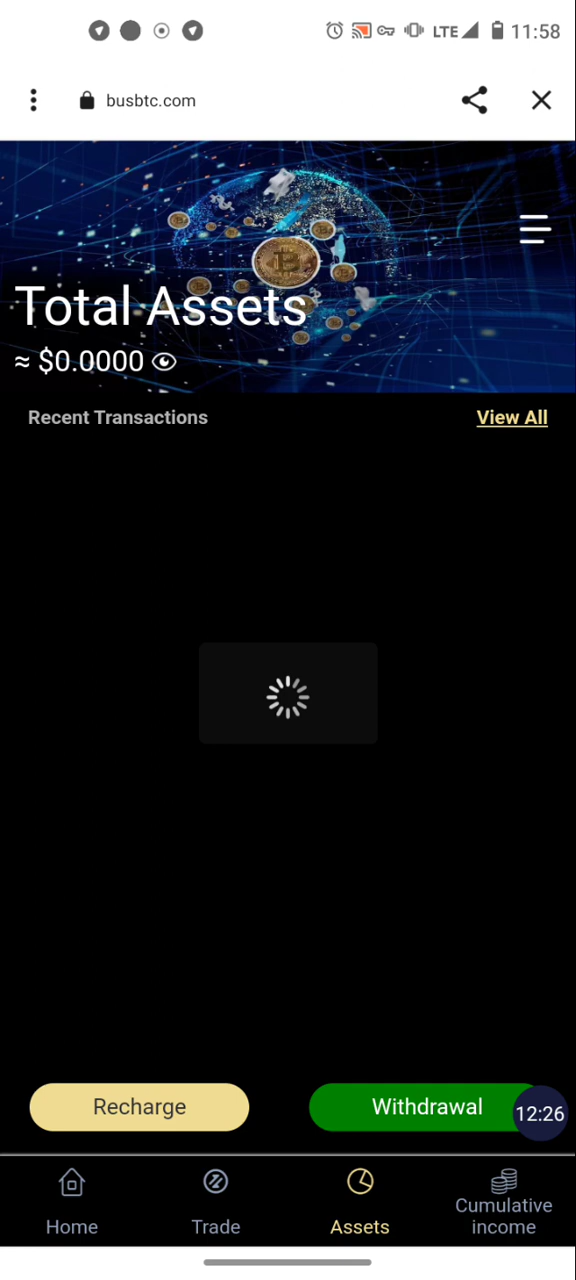 LTE 11:58
busbtc.com
Total Assets
≈ $0.0000
Recent Transactions View All
Recharge Withdrawal 12:26
Home Trade Assets Cumulative income